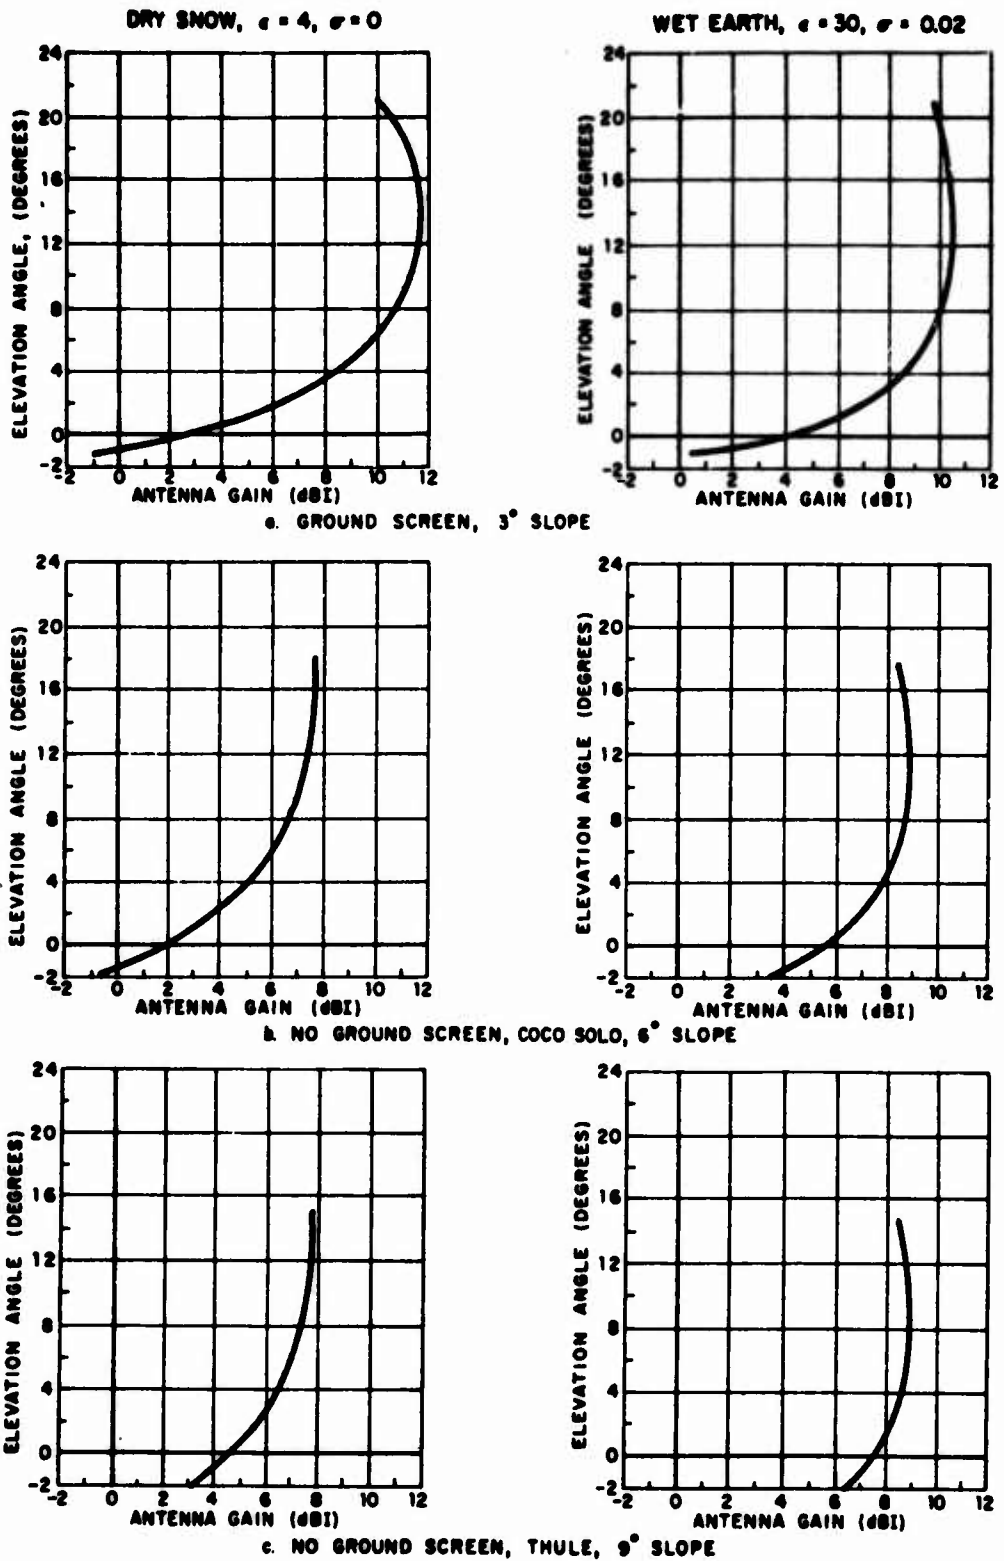 DRY SNOW, ϵ = 4, σ = 0
WET EARTH, ϵ = 30, σ = 0.02
ELEVATION ANGLE, (DEGREES)
24
20
16
12
8
4
0
-2
-2 0 2 4 6 8 10 12
ANTENNA GAIN (dBI)
ELEVATION ANGLE (DEGREES)
24
20
16
12
8
4
0
-2
-2 0 2 4 6 8 10 12
ANTENNA GAIN (dBI)
a. GROUND SCREEN, 3° SLOPE
ELEVATION ANGLE (DEGREES)
24
20
16
12
8
4
0
-2
-2 0 2 4 6 8 10 12
ANTENNA GAIN (dBI)
ELEVATION ANGLE (DEGREES)
24
20
16
12
8
4
0
-2
-2 0 2 4 6 8 10 12
ANTENNA GAIN (dBI)
b. NO GROUND SCREEN, COCO SOLO, 6° SLOPE
ELEVATION ANGLE (DEGREES)
24
20
16
12
8
4
0
-2
-2 0 2 4 6 8 10 12
ANTENNA GAIN (dBI)
ELEVATION ANGLE (DEGREES)
24
20
16
12
8
4
0
-2
-2 0 2 4 6 8 10 12
ANTENNA GAIN (dBI)
c. NO GROUND SCREEN, THULE, 9° SLOPE